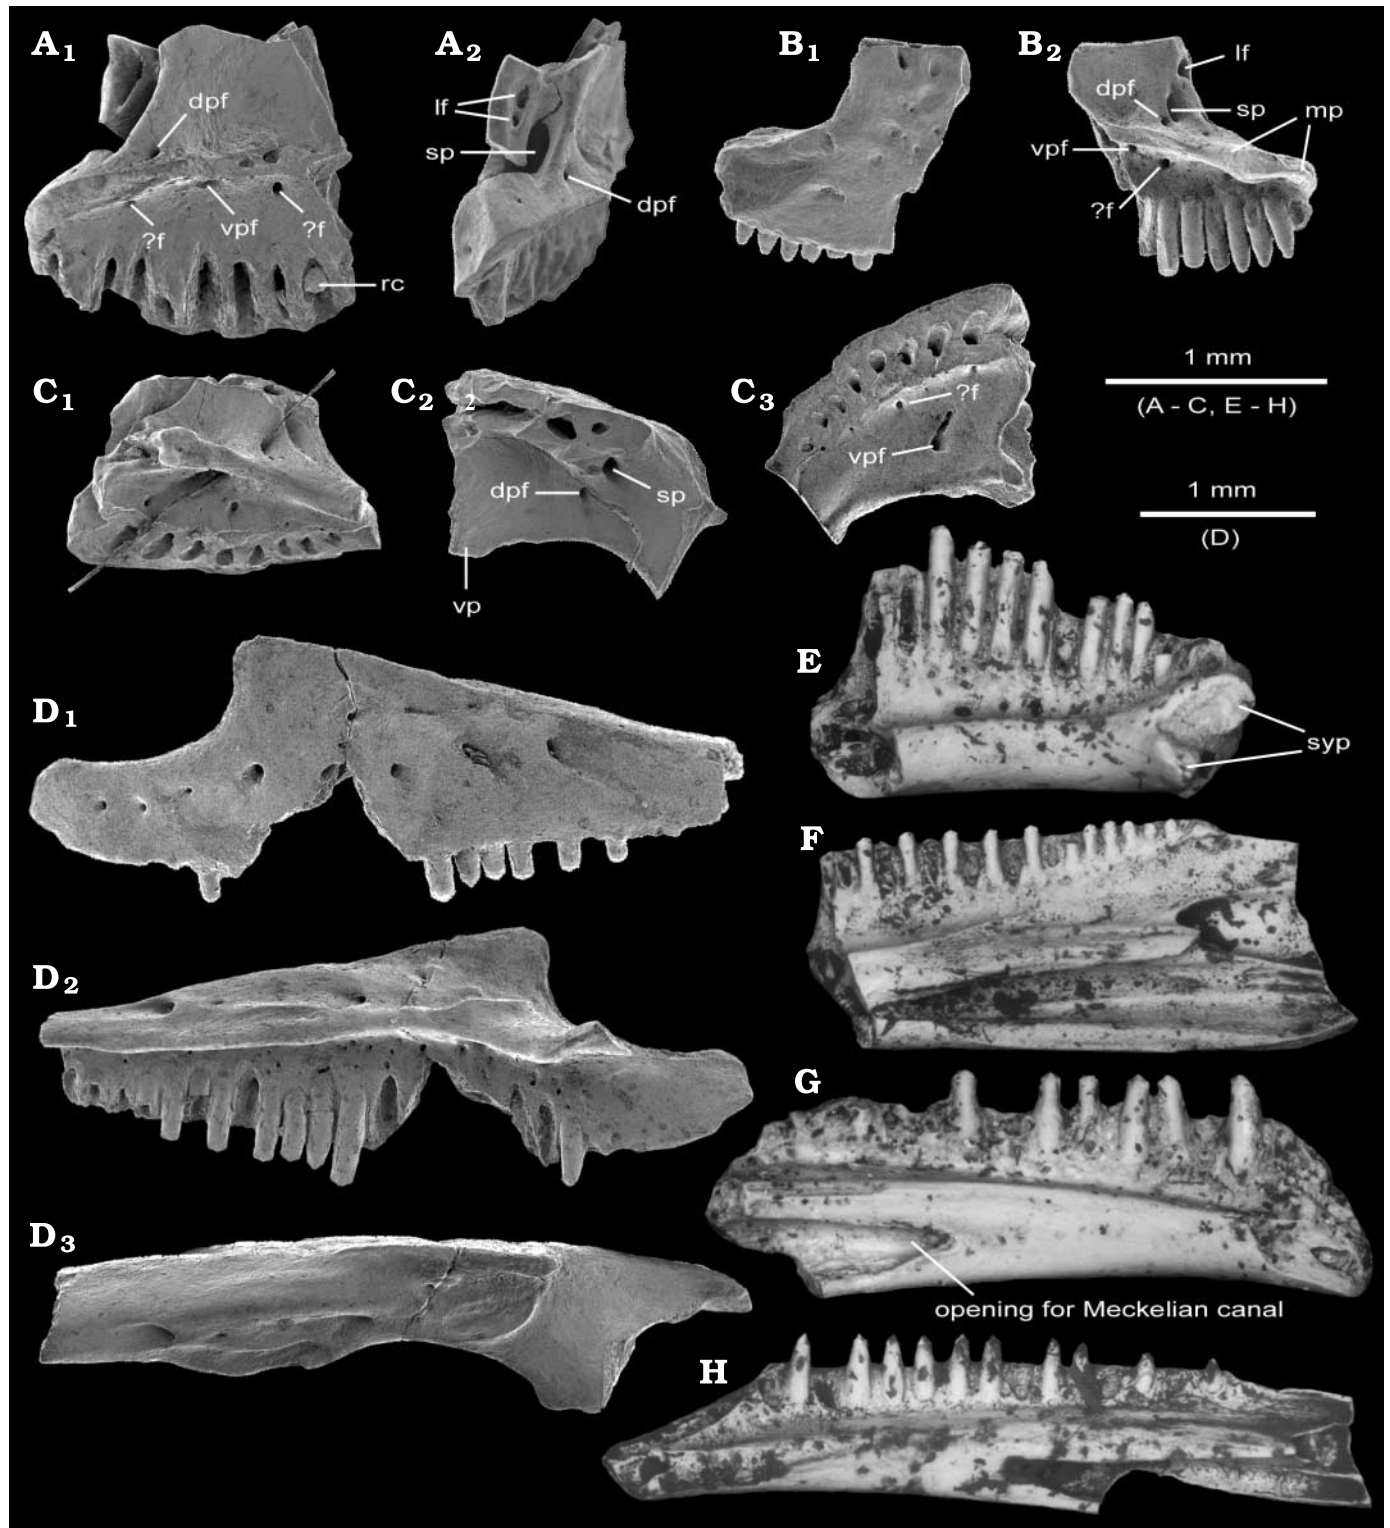 A1
dpf
?f
vpf
?f
rc
A2
lf
sp
dpf
B1
B2
lf
dpf
sp
mp
vpf
?f
C1
C2
2
dpf
sp
vp
C3
?f
vpf
1 mm
(A - C, E - H)
1 mm
(D)
D1
E
syp
F
D2
G
opening for Meckelian canal
D3
H